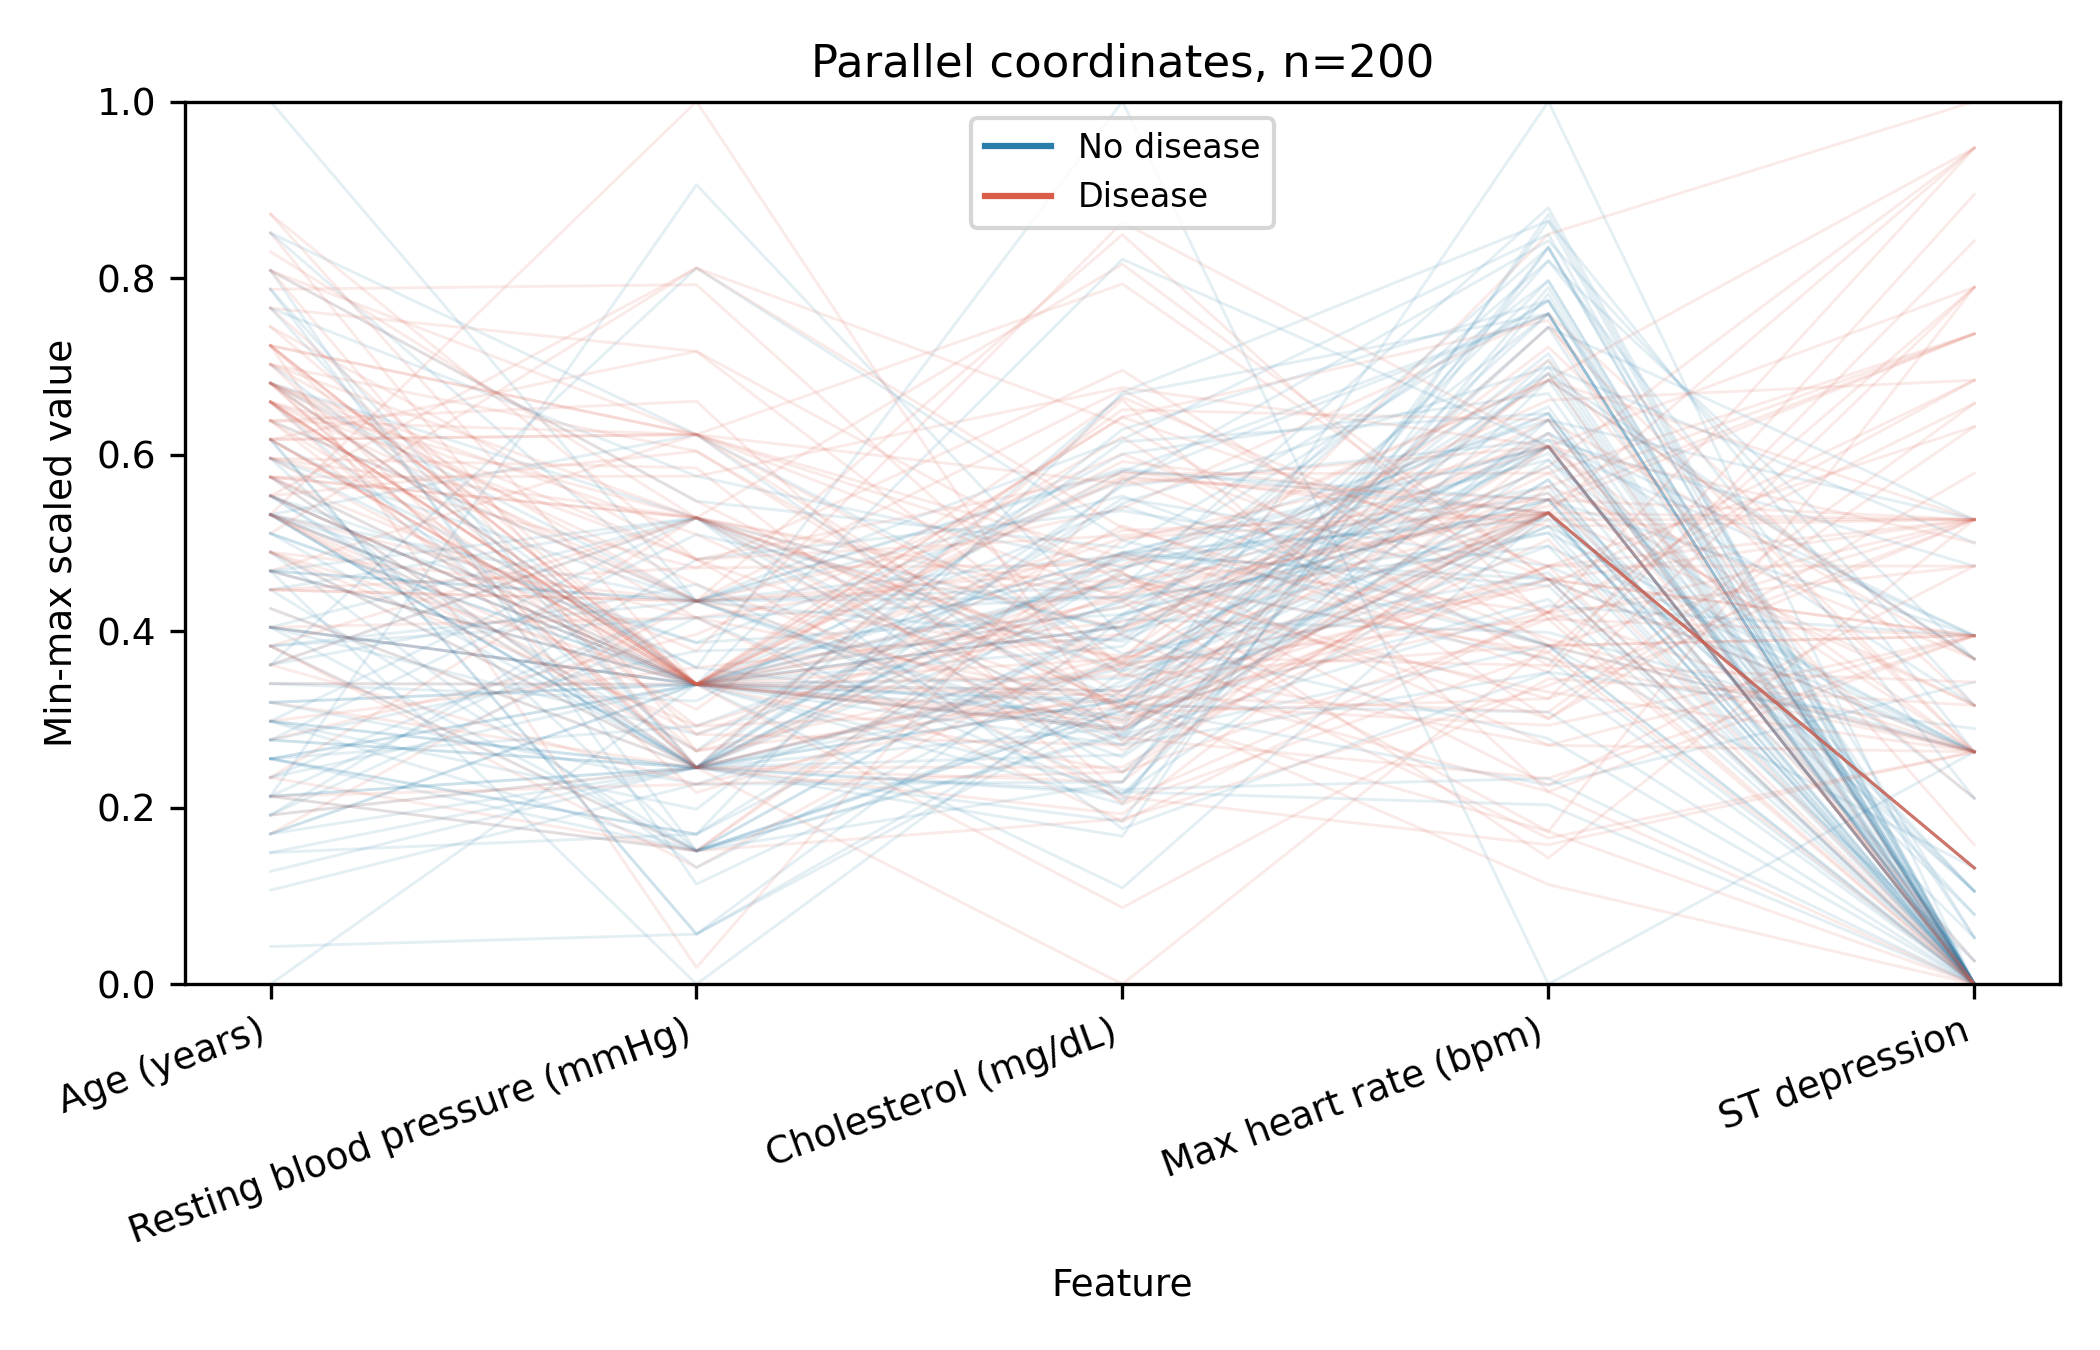 Parallel coordinates, n=200
No disease
Disease
Min-max scaled value
1.0
0.8
0.6
0.4
0.2
0.0
Age (years)
Resting blood pressure (mmHg)
Cholesterol (mg/dL)
Max heart rate (bpm)
ST depression
Feature